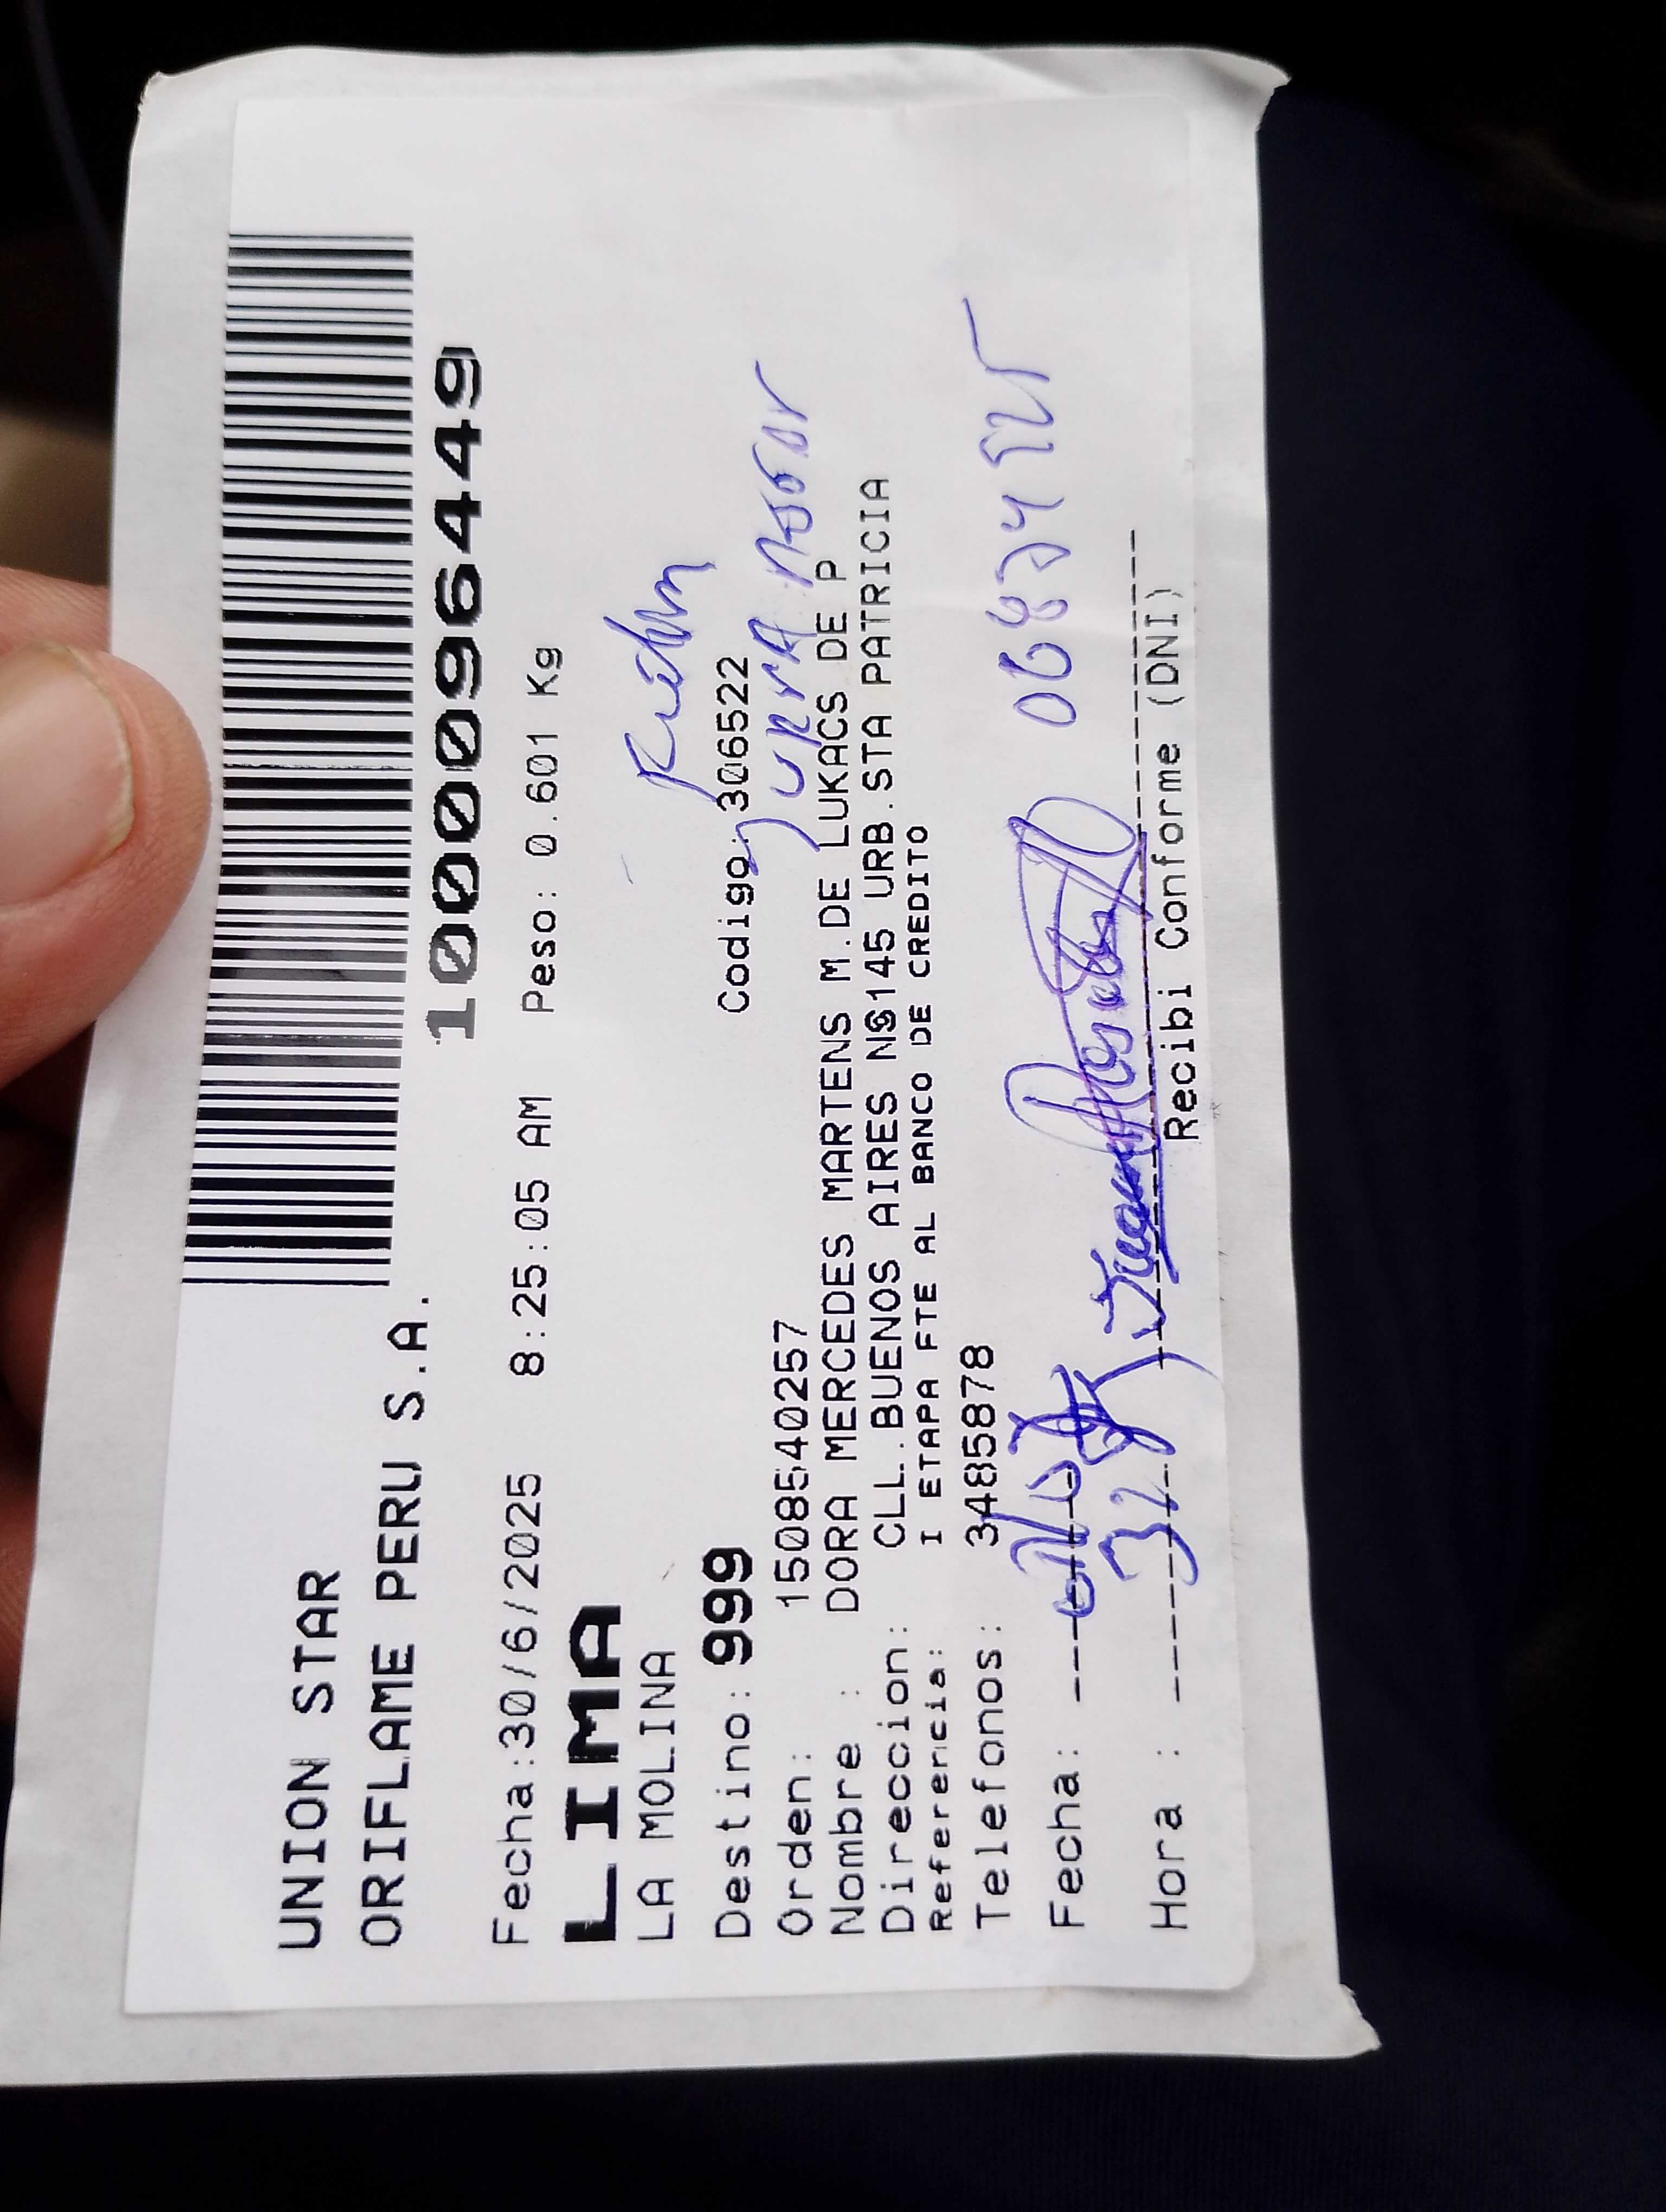 UNION STAR
ORIFLAME PERU S.A.
1000096449
Fecha:30/6/2025 8:25:05 AM Peso: 0.601 Kg
LIMA
LA MOLINA
Destino: 999 Codigo: 306522
Orden: 1508540257
Nombre : DORA MERCEDES MARTENS M.DE LUKACS DE P
Direccion: CLL.BUENOS AIRES N§145 URB.STA PATRICIA
Referencia: I ETAPA FTE AL BANCO DE CREDITO
Telefonos: 3485878
Fecha:
Hora :
Recibi Conforme (DNI)